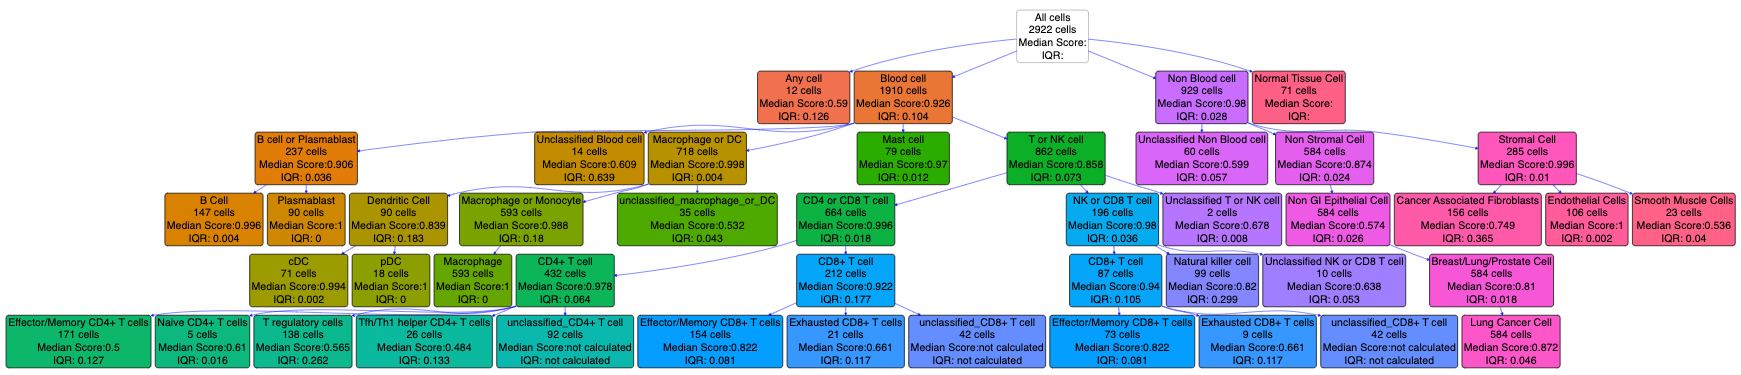 All cells
2922 cells
Median Score:
IQR:
Any cell
12 cells
Median Score:0.59
IQR: 0.126
Blood cell
1910 cells
Median Score:0.926
IQR: 0.104
Non Blood cell
929 cells
Median Score:0.98
IQR: 0.028
Normal Tissue Cell
71 cells
Median Score:
IQR:
B cell or Plasmablast
237 cells
Median Score:0.906
IQR: 0.036
Unclassified Blood cell
14 cells
Median Score:0.609
IQR: 0.639
Macrophage or DC
718 cells
Median Score:0.998
IQR: 0.004
Mast cell
79 cells
Median Score:0.97
IQR: 0.012
T or NK cell
862 cells
Median Score:0.858
IQR: 0.073
Unclassified Non Blood cell
60 cells
Median Score:0.599
IQR: 0.057
Non Stromal Cell
584 cells
Median Score:0.874
IQR: 0.024
Stromal Cell
285 cells
Median Score:0.996
IQR: 0.01
B Cell
147 cells
Median Score:0.996
IQR: 0.004
Plasmablast
90 cells
Median Score:1
IQR: 0
Dendritic Cell
90 cells
Median Score:0.839
IQR: 0.183
Macrophage or Monocyte
593 cells
Median Score:0.988
IQR: 0.18
unclassified_macrophage_or_DC
35 cells
Median Score:0.532
IQR: 0.043
CD4 or CD8 T cell
664 cells
Median Score:0.996
IQR: 0.018
NK or CD8 T cell
196 cells
Median Score:0.98
IQR: 0.036
Unclassified T or NK cell
2 cells
Median Score:0.678
IQR: 0.008
Non GI Epithelial Cell
584 cells
Median Score:0.574
IQR: 0.026
Cancer Associated Fibroblasts
156 cells
Median Score:0.749
IQR: 0.365
Endothelial Cells
106 cells
Median Score:1
IQR: 0.002
Smooth Muscle Cells
23 cells
Median Score:0.536
IQR: 0.04
cDC
71 cells
Median Score:0.994
IQR: 0.002
pDC
18 cells
Median Score:1
IQR: 0
Macrophage
593 cells
Median Score:1
IQR: 0
CD4+ T cell
432 cells
Median Score:0.978
IQR: 0.064
CD8+ T cell
212 cells
Median Score:0.922
IQR: 0.177
CD8+ T cell
87 cells
Median Score:0.94
IQR: 0.105
Natural killer cell
99 cells
Median Score:0.82
IQR: 0.299
Unclassified NK or CD8 T cell
10 cells
Median Score:0.638
IQR: 0.053
Breast/Lung/Prostate Cell
584 cells
Median Score:0.81
IQR: 0.018
Effector/Memory CD4+ T cells
171 cells
Median Score:0.5
IQR: 0.127
Naive CD4+ T cells
5 cells
Median Score:0.61
IQR: 0.016
T regulatory cells
138 cells
Median Score:0.565
IQR: 0.262
Tfh/Th1 helper CD4+ T cells
26 cells
Median Score:0.484
IQR: 0.133
unclassified_CD4+ T cell
92 cells
Median Score:not calculated
IQR: not calculated
Effector/Memory CD8+ T cells
154 cells
Median Score:0.822
IQR: 0.081
Exhausted CD8+ T cells
21 cells
Median Score:0.661
IQR: 0.117
unclassified_CD8+ T cell
42 cells
Median Score:not calculated
IQR: not calculated
Effector/Memory CD8+ T cells
73 cells
Median Score:0.822
IQR: 0.081
Exhausted CD8+ T cells
9 cells
Median Score:0.661
IQR: 0.117
unclassified_CD8+ T cell
42 cells
Median Score:not calculated
IQR: not calculated
Lung Cancer Cell
584 cells
Median Score:0.872
IQR: 0.046